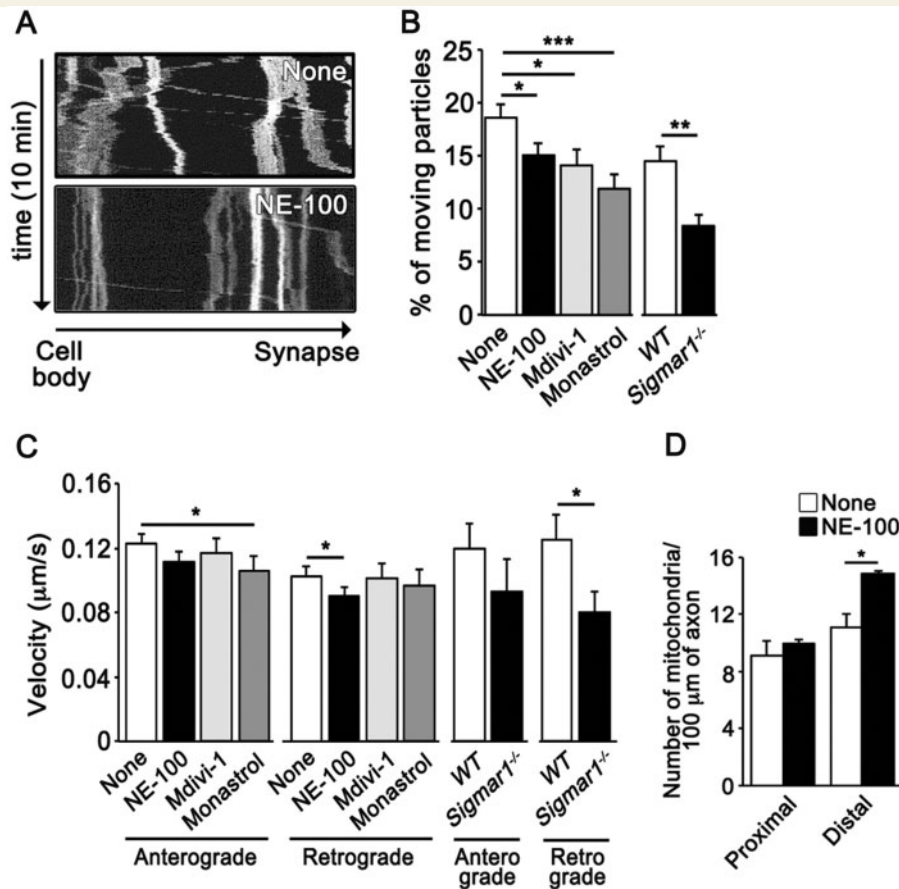 A
None
NE-100
time (10 min)
Cell
body
Synapse
B
% of moving particles
25
20
15
10
5
0
***
*
*
**
None
NE-100
Mdivi-1
Monastrol
WT
Sigmar1-/-
C
Velocity (µm/s)
0.16
0.12
0.08
0.04
0
*
*
*
None
NE-100
Mdivi-1
Monastrol
None
NE-100
Mdivi-1
Monastrol
WT
Sigmar1-/-
WT
Sigmar1-/-
Anterograde
Retrograde
Antero
grade
Retro
grade
D
None
NE-100
Number of mitochondria/
100 µm of axon
16
12
8
4
0
*
Proximal
Distal